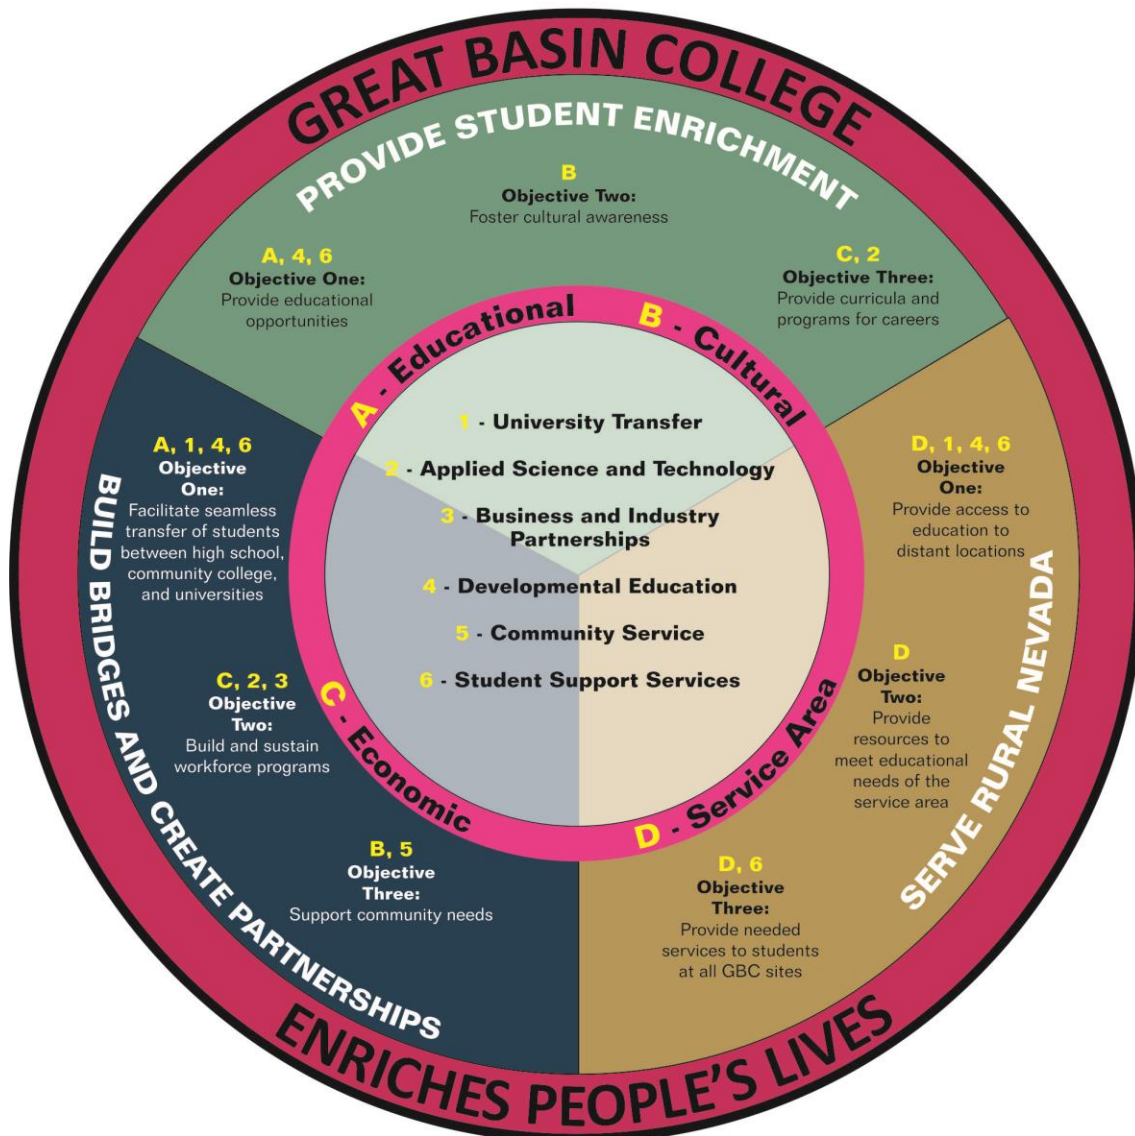 GREAT BASIN COLLEGE
PROVIDE STUDENT ENRICHMENT
B
Objective Two:
Foster cultural awareness
A, 4, 6
Objective One:
Provide educational
opportunities
C, 2
Objective Three:
Provide curricula and
programs for careers
A - Educational
B - Cultural
1 - University Transfer
2 - Applied Science and Technology
3 - Business and Industry
Partnerships
4 - Developmental Education
5 - Community Service
6 - Student Support Services
C - Economic
D - Service Area
BUILD BRIDGES AND CREATE PARTNERSHIPS
A, 1, 4, 6
Objective
One:
Facilitate seamless
transfer of students
between high school,
community college,
and universities
C, 2, 3
Objective
Two:
Build and sustain
workforce programs
B, 5
Objective
Three:
Support community needs
SERVE RURAL NEVADA
D, 1, 4, 6
Objective
One:
Provide access to
education to
distant locations
D
Objective
Two:
Provide
resources to
meet educational
needs of the
service area
D, 6
Objective
Three:
Provide needed
services to students
at all GBC sites
ENRICHES PEOPLE'S LIVES